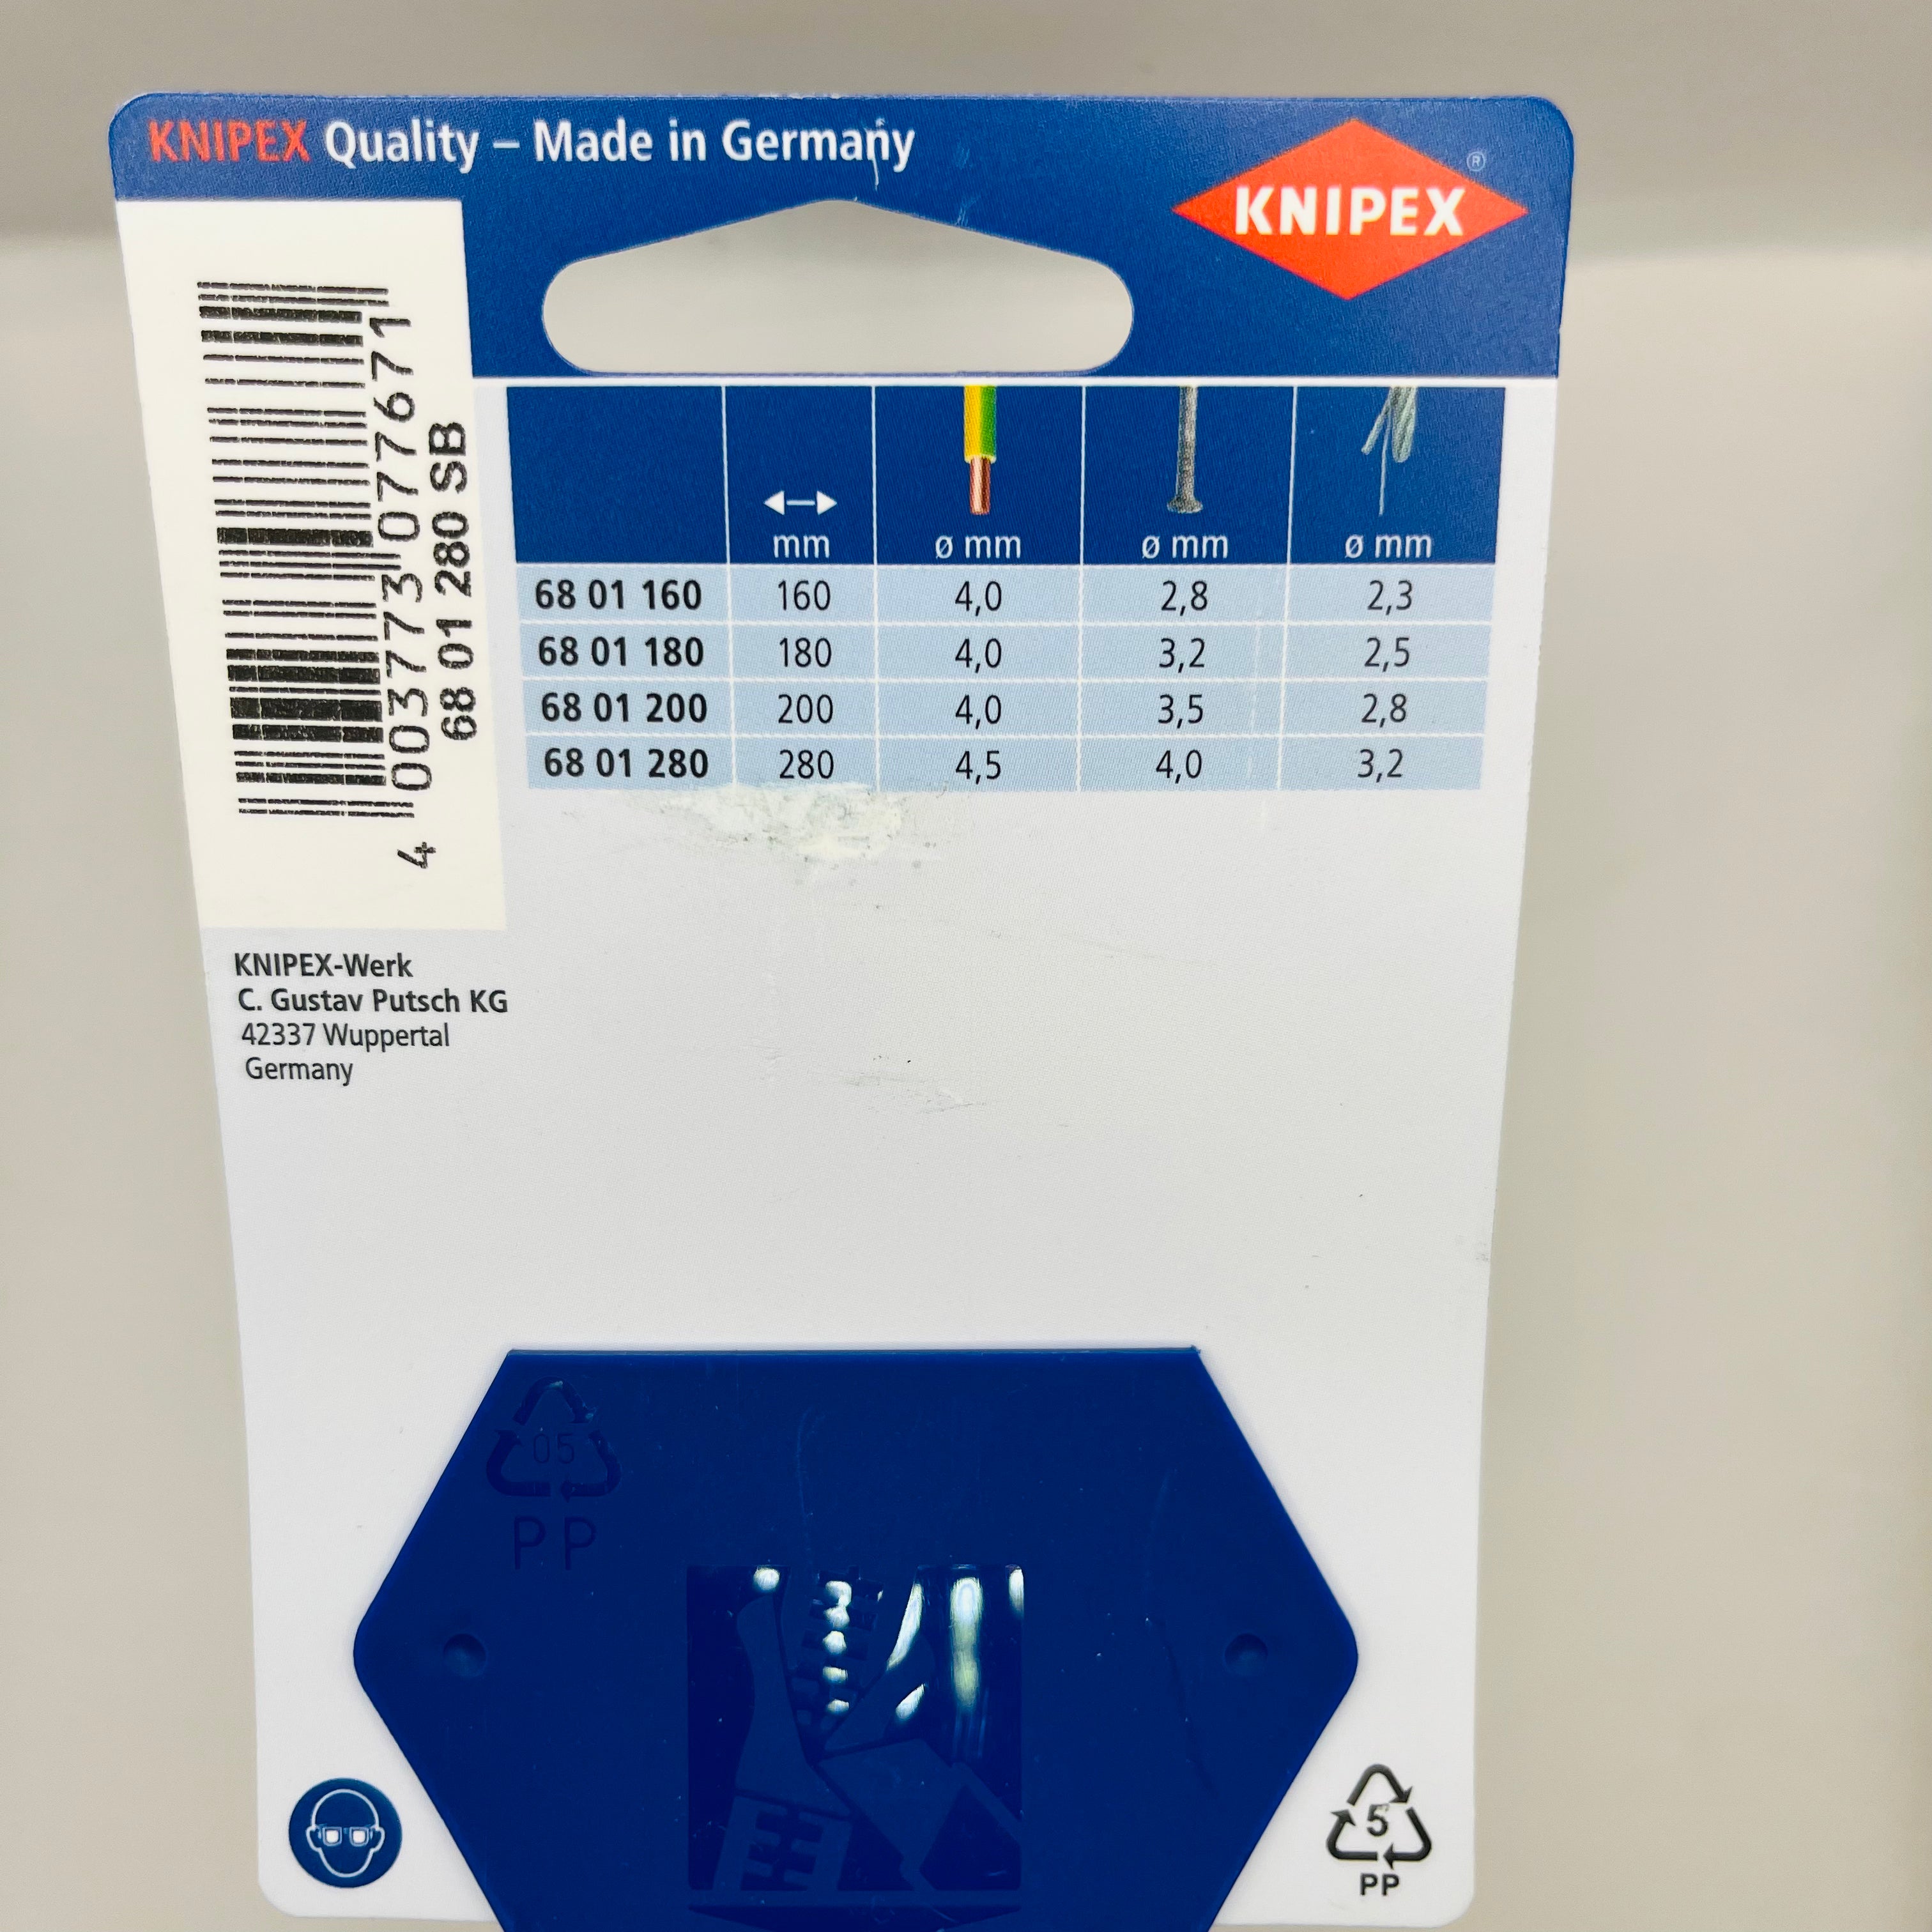 KNIPEX Quality – Made in Germany
KNIPEX ®
4 003773 077671
68 01 280 SB
mm ø mm ø mm ø mm
68 01 160 160 4,0 2,8 2,3
68 01 180 180 4,0 3,2 2,5
68 01 200 200 4,0 3,5 2,8
68 01 280 280 4,5 4,0 3,2
KNIPEX-Werk
C. Gustav Putsch KG
42337 Wuppertal
Germany
05
PP
5
PP